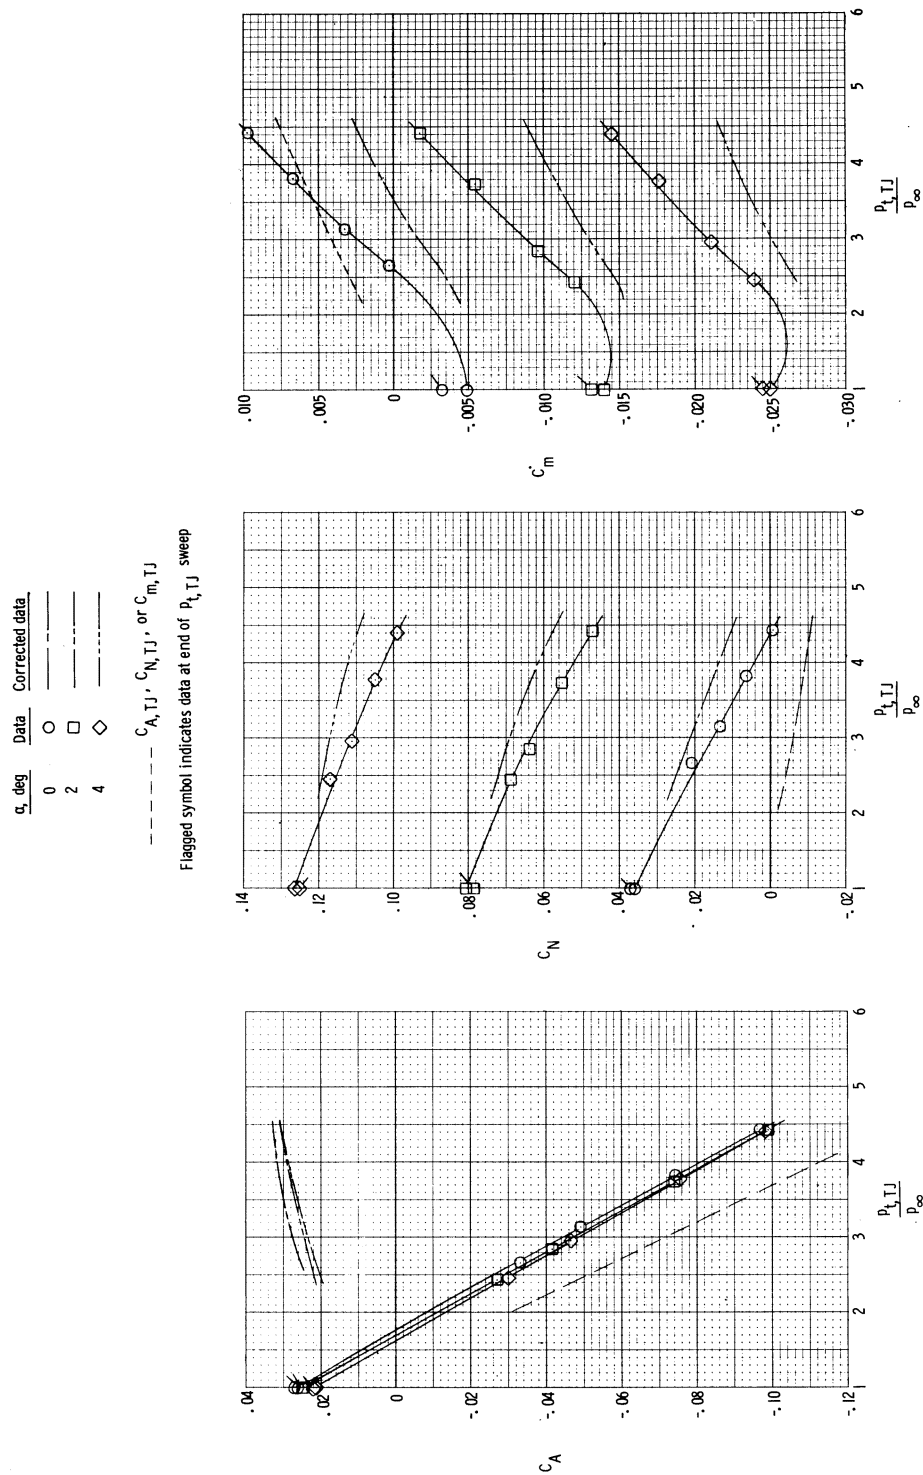 α, deg Data Corrected data
0
2
4
C_A,TJ, C_N,TJ, or C_m,TJ
Flagged symbol indicates data at end of p_t,TJ sweep
.04
.02
0
-.02
-.04
-.06
-.08
-.10
-.12
C_A
1 2 3 4 5 6
p_t,TJ
p_∞
.14
.12
.10
.08
.06
.04
.02
0
-.02
C_N
1 2 3 4 5 6
p_t,TJ
p_∞
.010
.005
0
-.005
-.010
-.015
-.020
-.025
-.030
C_m
1 2 3 4 5 6
p_t,TJ
p_∞